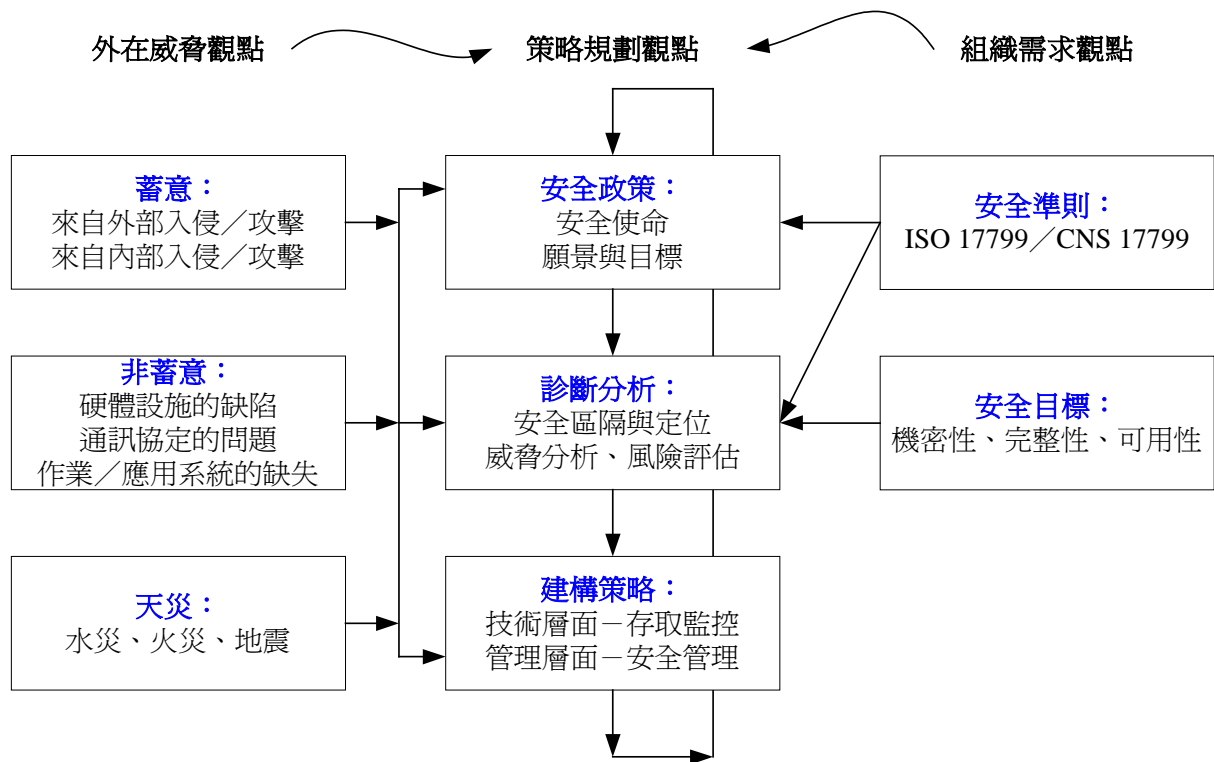 外在威脅觀點
策略規劃觀點
組織需求觀點
蓄意：
來自外部入侵／攻擊
來自內部入侵／攻擊
安全政策：
安全使命
願景與目標
安全準則：
ISO 17799／CNS 17799
非蓄意：
硬體設施的缺陷
通訊協定的問題
作業／應用系統的缺失
診斷分析：
安全區隔與定位
威脅分析、風險評估
安全目標：
機密性、完整性、可用性
天災：
水災、火災、地震
建構策略：
技術層面－存取監控
管理層面－安全管理